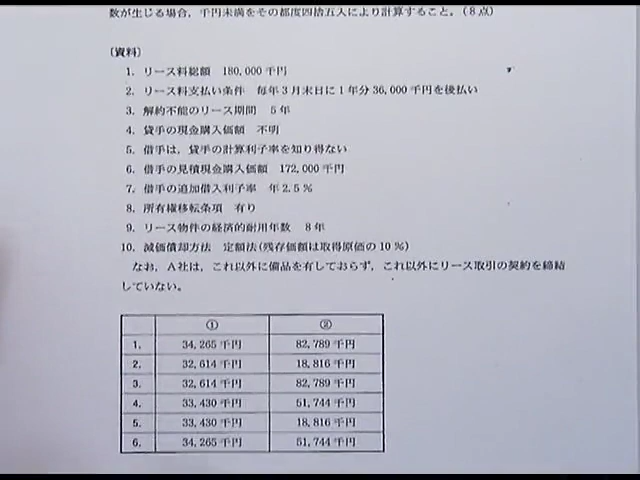 数が生じる場合，千円未満をその都度四捨五入により計算すること。（8点）
〔資料〕
1. リース料総額　180,000千円
2. リース料支払い条件　毎年3月末日に1年分36,000千円を後払い
3. 解約不能のリース期間　5年
4. 貸手の現金購入価額　不明
5. 借手は，貸手の計算利子率を知り得ない
6. 借手の見積現金購入価額　172,000千円
7. 借手の追加借入利子率　年2.5％
8. 所有権移転条項　有り
9. リース物件の経済的耐用年数　8年
10. 減価償却方法　定額法(残存価額は取得原価の10％)
なお，A社は，これ以外に備品を有しておらず，これ以外にリース取引の契約を締結
していない。
① ②
1. 34,265千円 82,789千円
2. 32,614千円 18,816千円
3. 32,614千円 82,789千円
4. 33,430千円 51,744千円
5. 33,430千円 18,816千円
6. 34,265千円 51,744千円